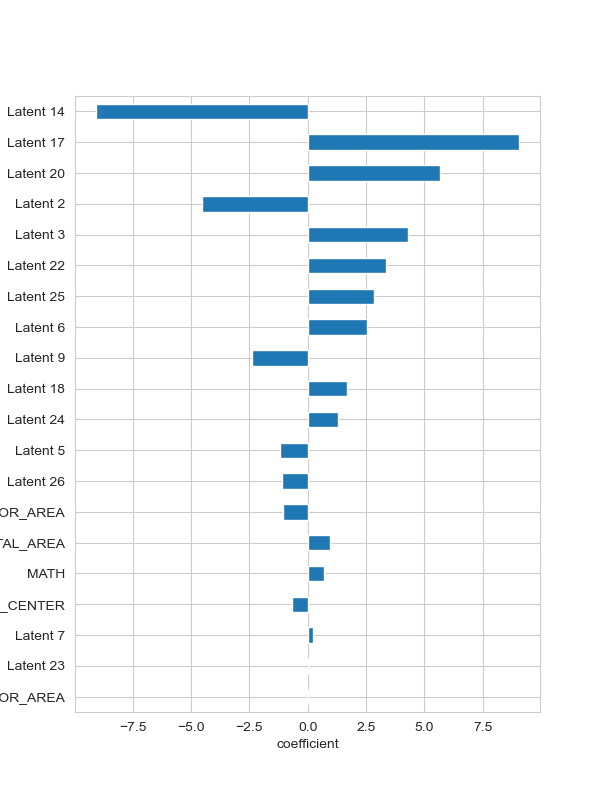 Latent 14
Latent 17
Latent 20
Latent 2
Latent 3
Latent 22
Latent 25
Latent 6
Latent 9
Latent 18
Latent 24
Latent 5
Latent 26
OR_AREA
TAL_AREA
MATH
_CENTER
Latent 7
Latent 23
OR_AREA
−7.5 −5.0 −2.5 0.0 2.5 5.0 7.5
coefficient